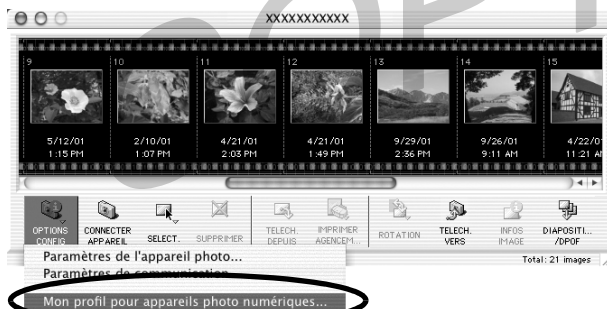 XXXXXXXXXXX
9 10 11 12 13 14 15
5/12/01 2/10/01 4/21/01 4/21/01 9/29/01 9/26/01 4/22/0
1:15 PM 1:07 PM 2:03 PM 1:49 PM 2:36 PM 9:11 AM 11:21 A
OPTIONS CONNECTER TELECH. IMPRIMER TELECH. INFOS DIAPOSITI...
CONFIG APPAREIL SELECT. SUPPRIMER DEPUIS AGENCEM... ROTATION VERS IMAGE /DPOF
Total: 21 images
Paramètres de l'appareil photo...
Paramètres de communication...
Mon profil pour appareils photo numériques...